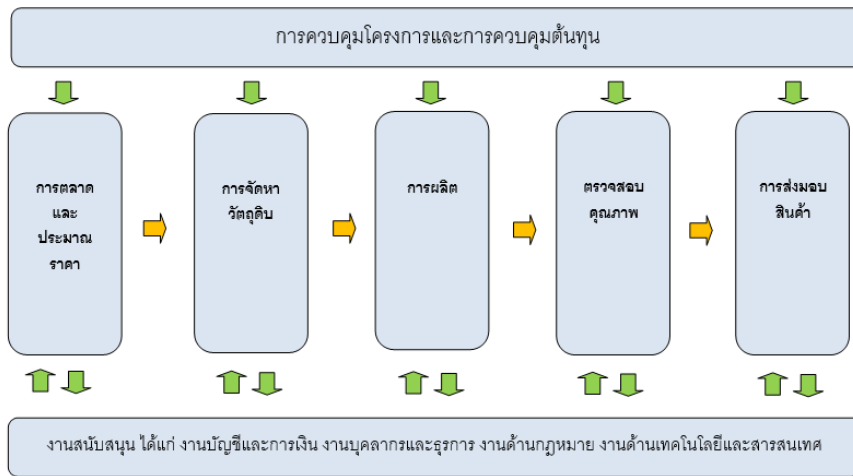 การควบคุมโครงการและการควบคุมต้นทุน
การตลาด
และ
ประมาณ
ราคา
การจัดหา
วัตถุดิบ
การผลิต
ตรวจสอบ
คุณภาพ
การส่งมอบ
สินค้า
งานสนับสนุน ได้แก่ งานบัญชีและการเงิน งานบุคลากรและธุรการ งานด้านกฎหมาย งานด้านเทคโนโลยีและสารสนเทศ